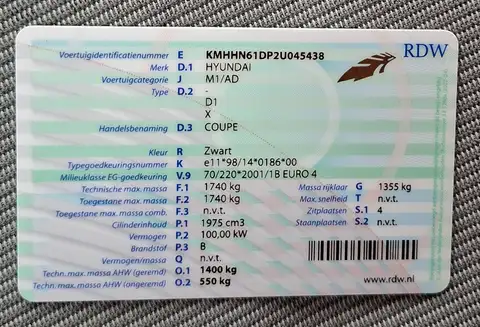 Voertuigidentificatienummer E KMHHN61DP2U045438 RDW
Merk D.1 HYUNDAI
Voertuigcategorie J M1/AD
Type D.2 -
D1
X
Handelsbenaming D.3 COUPE
Kleur R Zwart
Typegoedkeuringsnummer K e11*98/14*0186*00
Milieuklasse EG-goedkeuring V.9 70/220*2001/1B EURO 4
Technische max. massa F.1 1740 kg Massa rijklaar G 1355 kg
Toegestane max. massa F.2 1740 kg Max. snelheid T n.v.t.
Toegestane max. massa comb. F.3 n.v.t. Zitplaatsen S.1 4
Cilinderinhoud P.1 1975 cm3 Staanplaatsen S.2 n.v.t.
Vermogen P.2 100,00 kW
Brandstof P.3 B
Vermogen/massa Q n.v.t.
Techn. max. massa AHW (geremd) O.1 1400 kg www.rdw.nl
Techn. max. massa AHW (ongeremd) O.2 550 kg